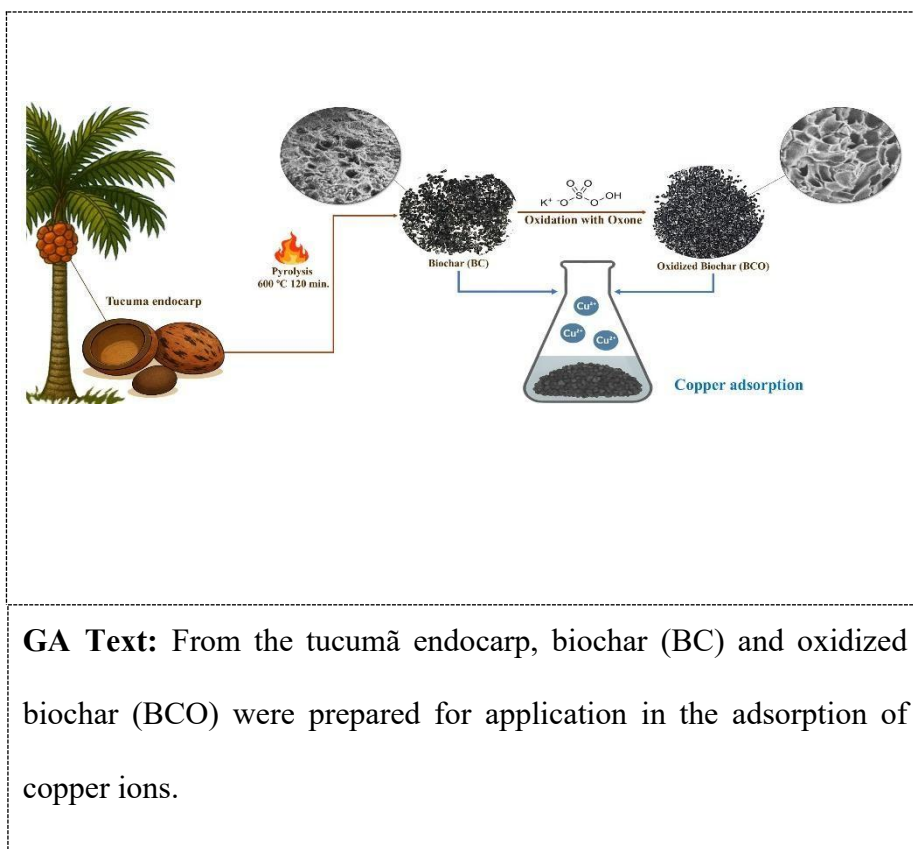 Tucuma endocarp
Pyrolysis
600 °C 120 min.
Biochar (BC)
O O
K⁺ ⁻O S O OH
Oxidation with Oxone
Oxidized Biochar (BCO)
Cu²⁺
Cu²⁺
Cu²⁺
Copper adsorption
GA Text: From the tucumã endocarp, biochar (BC) and oxidized
biochar (BCO) were prepared for application in the adsorption of
copper ions.